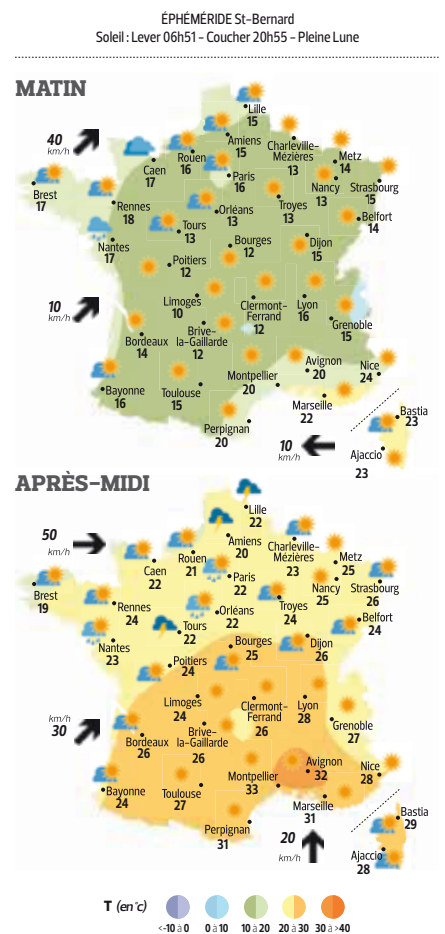 ÉPHÉMÉRIDE St-Bernard
Soleil : Lever 06h51 – Coucher 20h55 – Pleine Lune
MATIN
40
km/h
Lille
15
Amiens
15
Rouen
16
Caen
17
Charleville-
Mézières
13
Metz
14
Paris
16
Nancy
13
Strasbourg
15
Brest
17
Rennes
18
Orléans
13
Troyes
13
Belfort
14
Tours
13
Nantes
17
Bourges
12
Dijon
15
Poitiers
12
10
km/h
Limoges
10
Clermont-
Ferrand
12
Lyon
16
Grenoble
15
Bordeaux
14
Brive-
la-Gaillarde
12
Avignon
20
Nice
24
Montpellier
20
Bayonne
16
Toulouse
15
Marseille
22
Perpignan
20
Bastia
23
10
km/h
Ajaccio
23
APRÈS-MIDI
50
km/h
Lille
22
Amiens
20
Rouen
21
Caen
22
Charleville-
Mézières
23
Metz
25
Paris
22
Nancy
25
Strasbourg
26
Brest
19
Rennes
24
Orléans
22
Troyes
24
Belfort
24
Tours
22
Nantes
23
Bourges
25
Dijon
26
Poitiers
24
Limoges
24
Clermont-
Ferrand
26
Lyon
28
Grenoble
27
km/h
30
Bordeaux
26
Brive-
la-Gaillarde
26
Avignon
32
Nice
28
Montpellier
33
Bayonne
24
Toulouse
27
Marseille
31
Perpignan
31
Bastia
29
20
km/h
Ajaccio
28
T (en °c)
<-10 à 0 0 à 10 10 à 20 20 à 30 30 à >40